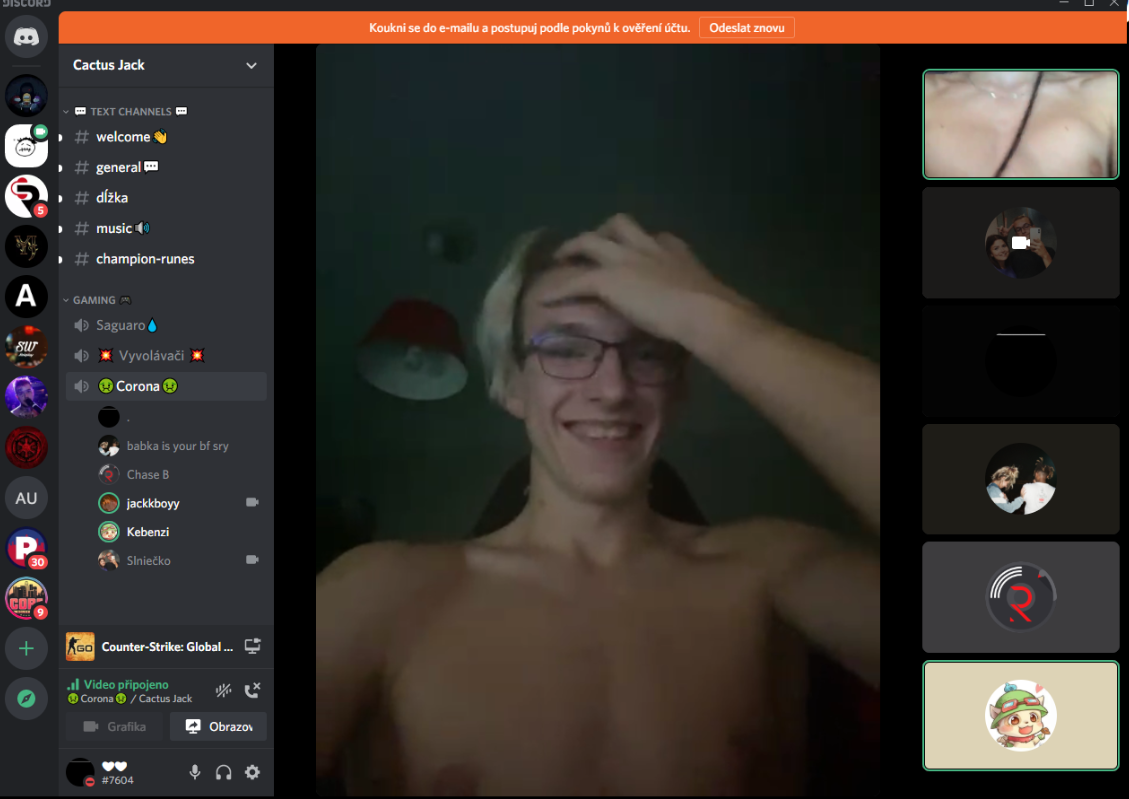 DISCORD
Koukni se do e-mailu a postupuj podle pokynů k ověření účtu.
Odeslat znovu
Cactus Jack
TEXT CHANNELS
# welcome
# general
# dĺžka
# music
# champion-runes
5
A
GAMING
Saguaro
Vyvolávači
Corona
.
babka is your bf sry
Chase B
jackkboyy
Kebenzi
Slniečko
SW
AU
P
30
9
GO
Counter-Strike: Global ...
Video připojeno
Corona / Cactus Jack
Grafika
Obrazov
#7604
R